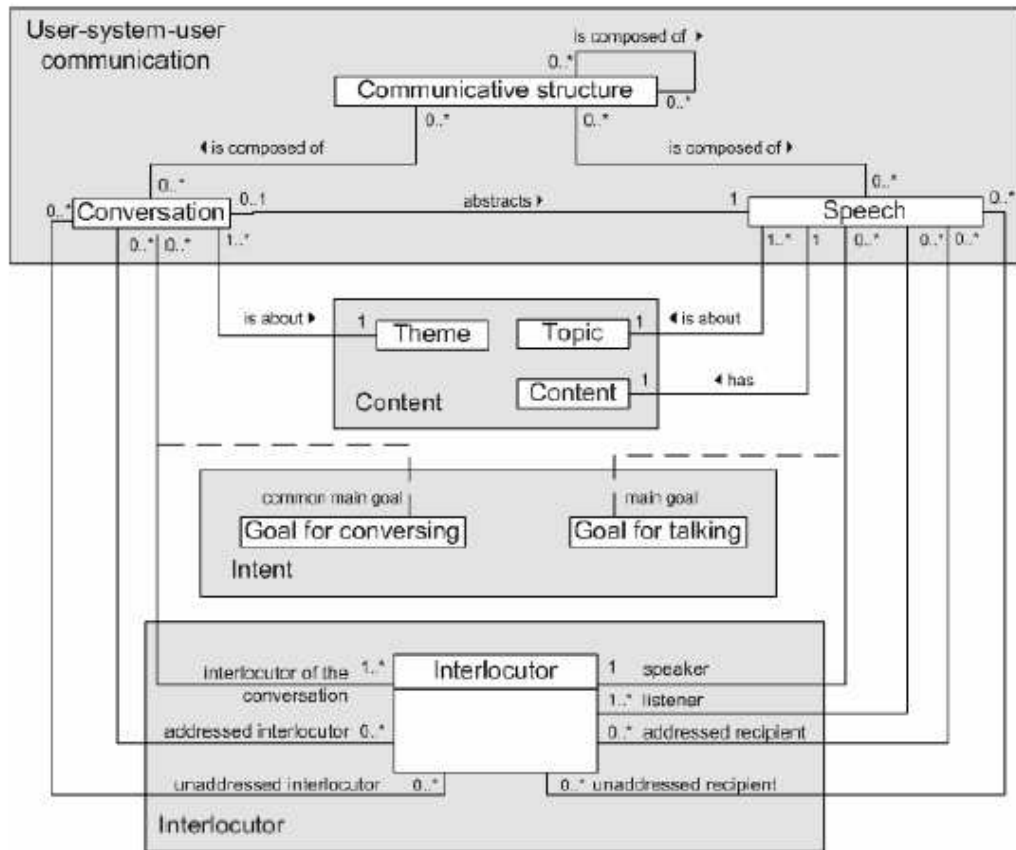 User-system-user
communication
is composed of ▸
0..*
0..*
Communicative structure
0..*
0..*
◂ is composed of
is composed of ▸
0..*
0..*
0..*
Conversation
0..1
abstracts ▸
1
Speech
0..*
0..*
0..*
1..*
1..*
1
0..*
0..*
0..*
is about ▸
1
Theme
Topic
1
◂ is about
Content
1
◂ has
Content
common main goal
main goal
Goal for conversing
Goal for talking
Intent
interlocutor of the
conversation
1..*
Interlocutor
1
speaker
1..*
listener
addressed interlocutor
0..*
0..*
addressed recipient
unaddressed interlocutor
0..*
0..*
unaddressed recipient
Interlocutor